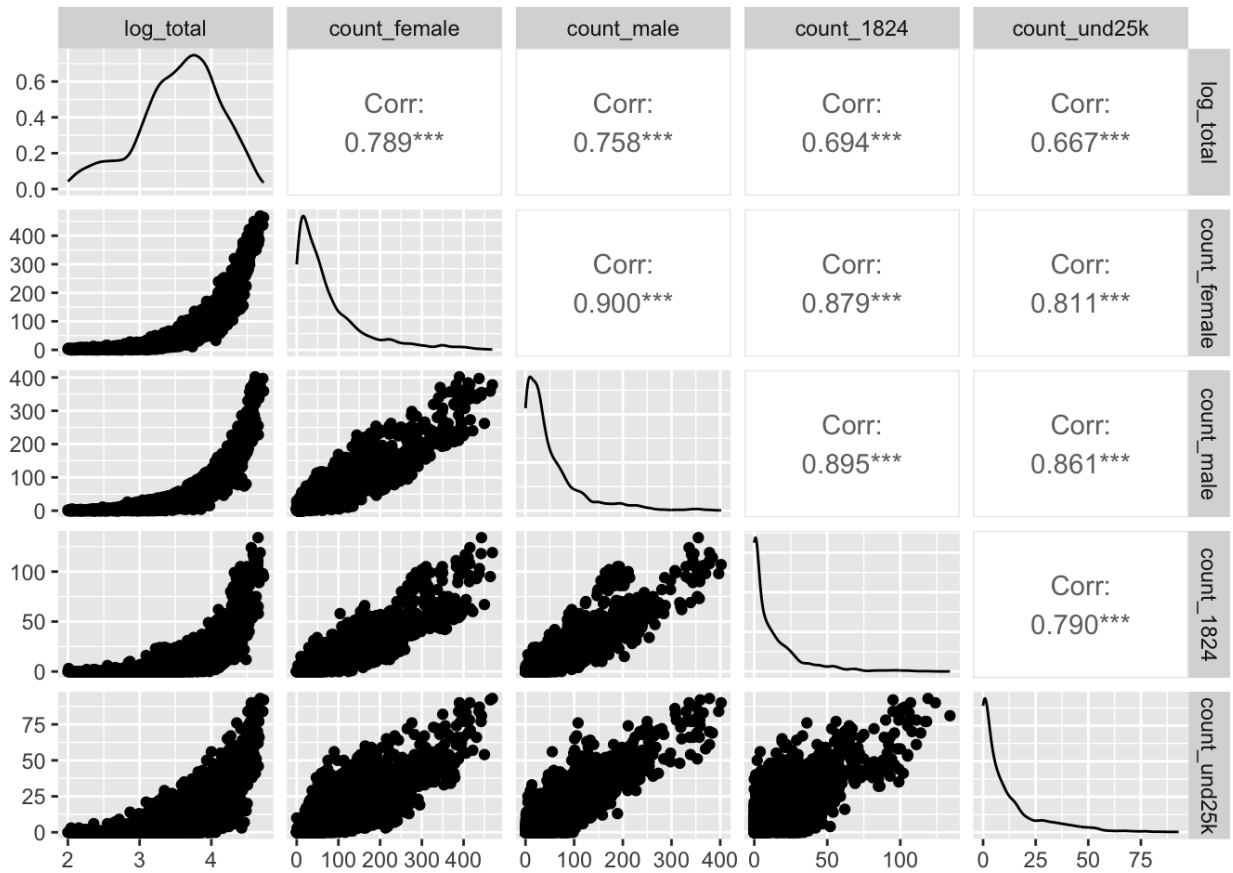 log_total count_female count_male count_1824 count_und25k
0.6
0.4
0.2
0.0
Corr:
0.789***
Corr:
0.758***
Corr:
0.694***
Corr:
0.667***
log_total
400
300
200
100
0
Corr:
0.900***
Corr:
0.879***
Corr:
0.811***
count_female
400
300
200
100
0
Corr:
0.895***
Corr:
0.861***
count_male
100
50
0
Corr:
0.790***
count_1824
75
50
25
0
count_und25k
2 3 4 0 100 200 300 400 0 100 200 300 400 0 50 100 0 25 50 75